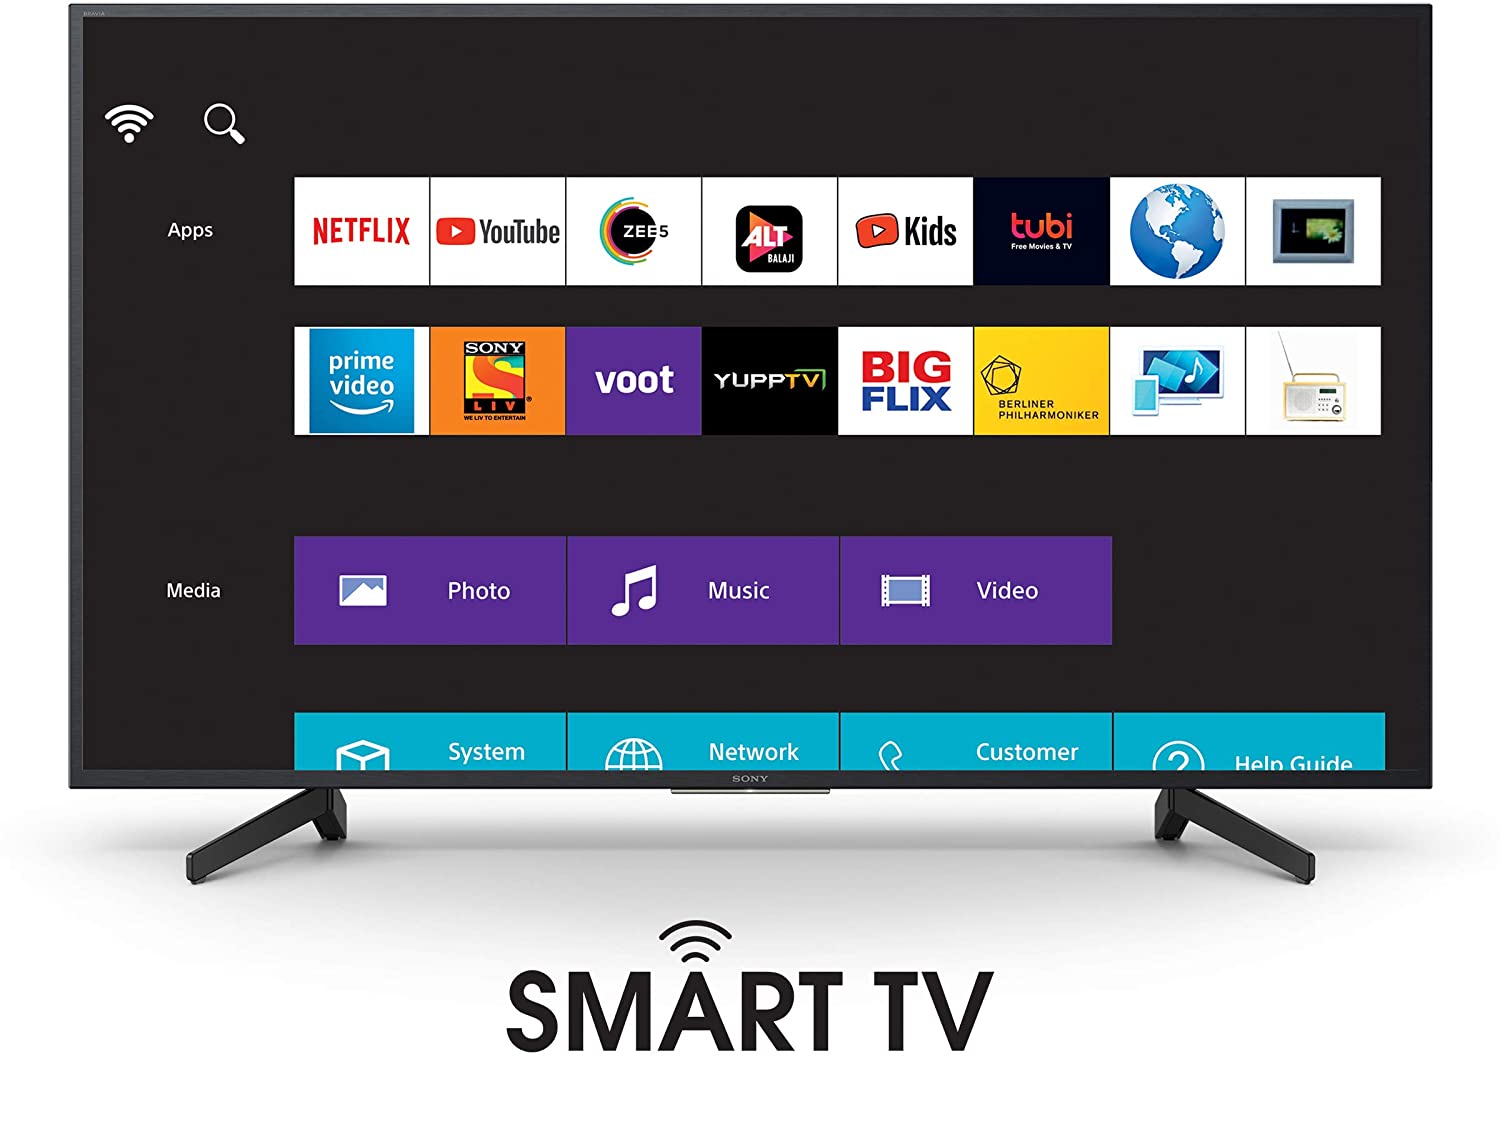 BRAVIA
Apps
NETFLIX
YouTube
ZEE5
ALT
BALAJI
Kids
tubi
Free Movies & TV
prime
video
SONY
LIV
WE LIV TO ENTERTAIN
voot
YUPPTV
BIG
FLIX
BERLINER
PHILHARMONIKER
Media
Photo
Music
Video
System
Network
Customer
Help Guide
SONY
SMART TV